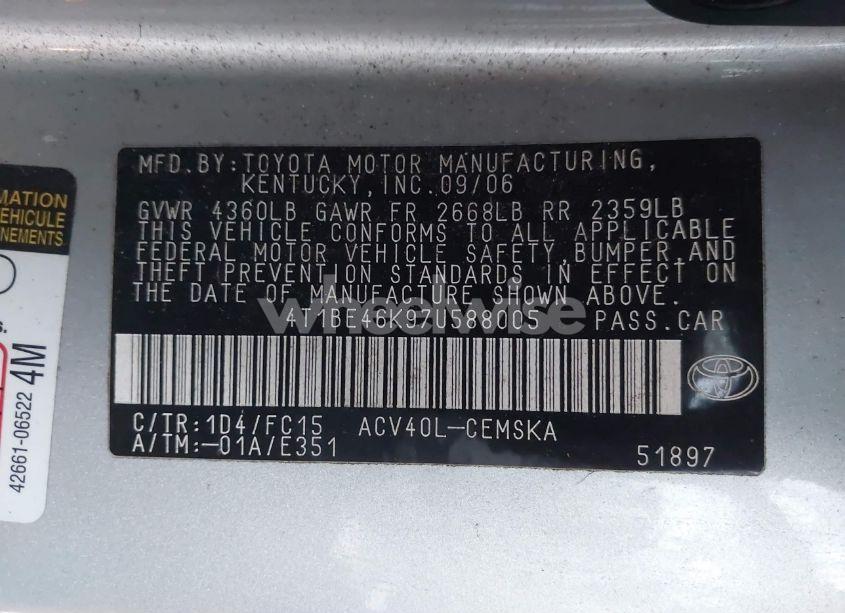 MFD.BY:TOYOTA MOTOR MANUFACTURING,
KENTUCKY,INC.09/06
GVWR 4360LB GAWR FR 2668LB RR 2359LB
THIS VEHICLE CONFORMS TO ALL APPLICABLE
FEDERAL MOTOR VEHICLE SAFETY,BUMPER,AND
THEFT PREVENTION STANDARDS IN EFFECT ON
THE DATE OF MANUFACTURE SHOWN ABOVE.
4T1BE46K97U588005 PASS.CAR
C/TR:1D4/FC15 ACV40L-CEMSKA
A/TM:-01A/E351
51897
VEHICULE
42661-06522 4M
wheelwise